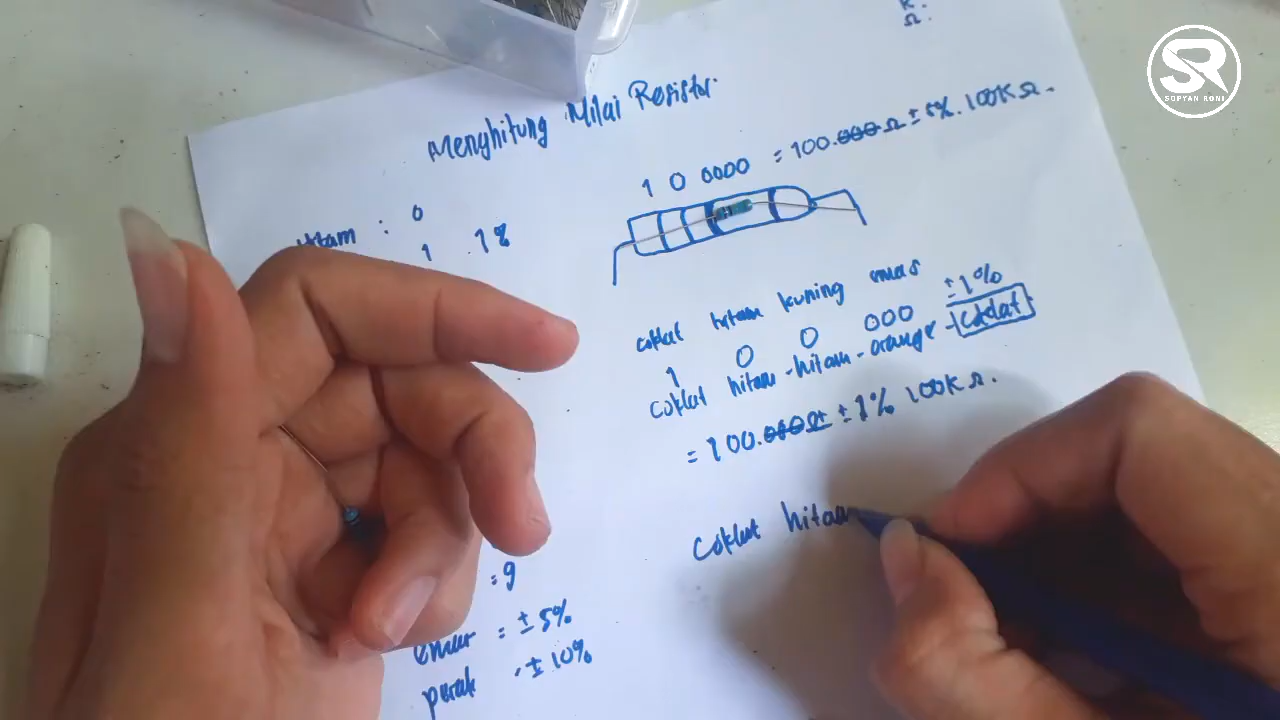 K.
Ω.
SR
SOPYAN RONI
Menghitung Nilai Resistor
1 0 0000 = 100.000 Ω ± 5%. 100K Ω.
Hitam : 0
1 1%
coklat hitam kuning emas
1 0 0 000 ±1%
coklat hitam - hitam - orange - coklat
= 100.000 Ω ± ±1% 100K Ω.
coklat hitam
= 9
= ± 5%
perak ± 10%